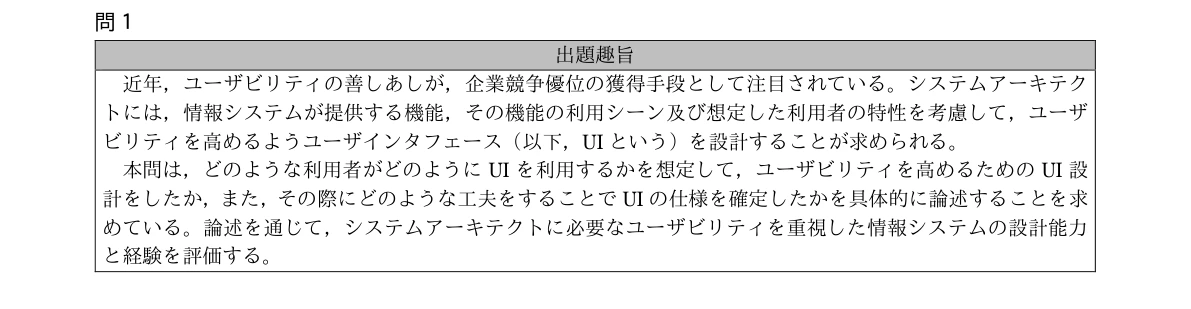 問 1
出題趣旨
近年，ユーザビリティの善しあしが，企業競争優位の獲得手段として注目されている。システムアーキテク
トには，情報システムが提供する機能，その機能の利用シーン及び想定した利用者の特性を考慮して，ユーザ
ビリティを高めるようユーザインタフェース（以下，UI という）を設計することが求められる。
本問は，どのような利用者がどのように UI を利用するかを想定して，ユーザビリティを高めるための UI 設
計をしたか，また，その際にどのような工夫をすることで UI の仕様を確定したかを具体的に論述することを求
めている。論述を通じて，システムアーキテクトに必要なユーザビリティを重視した情報システムの設計能力
と経験を評価する。